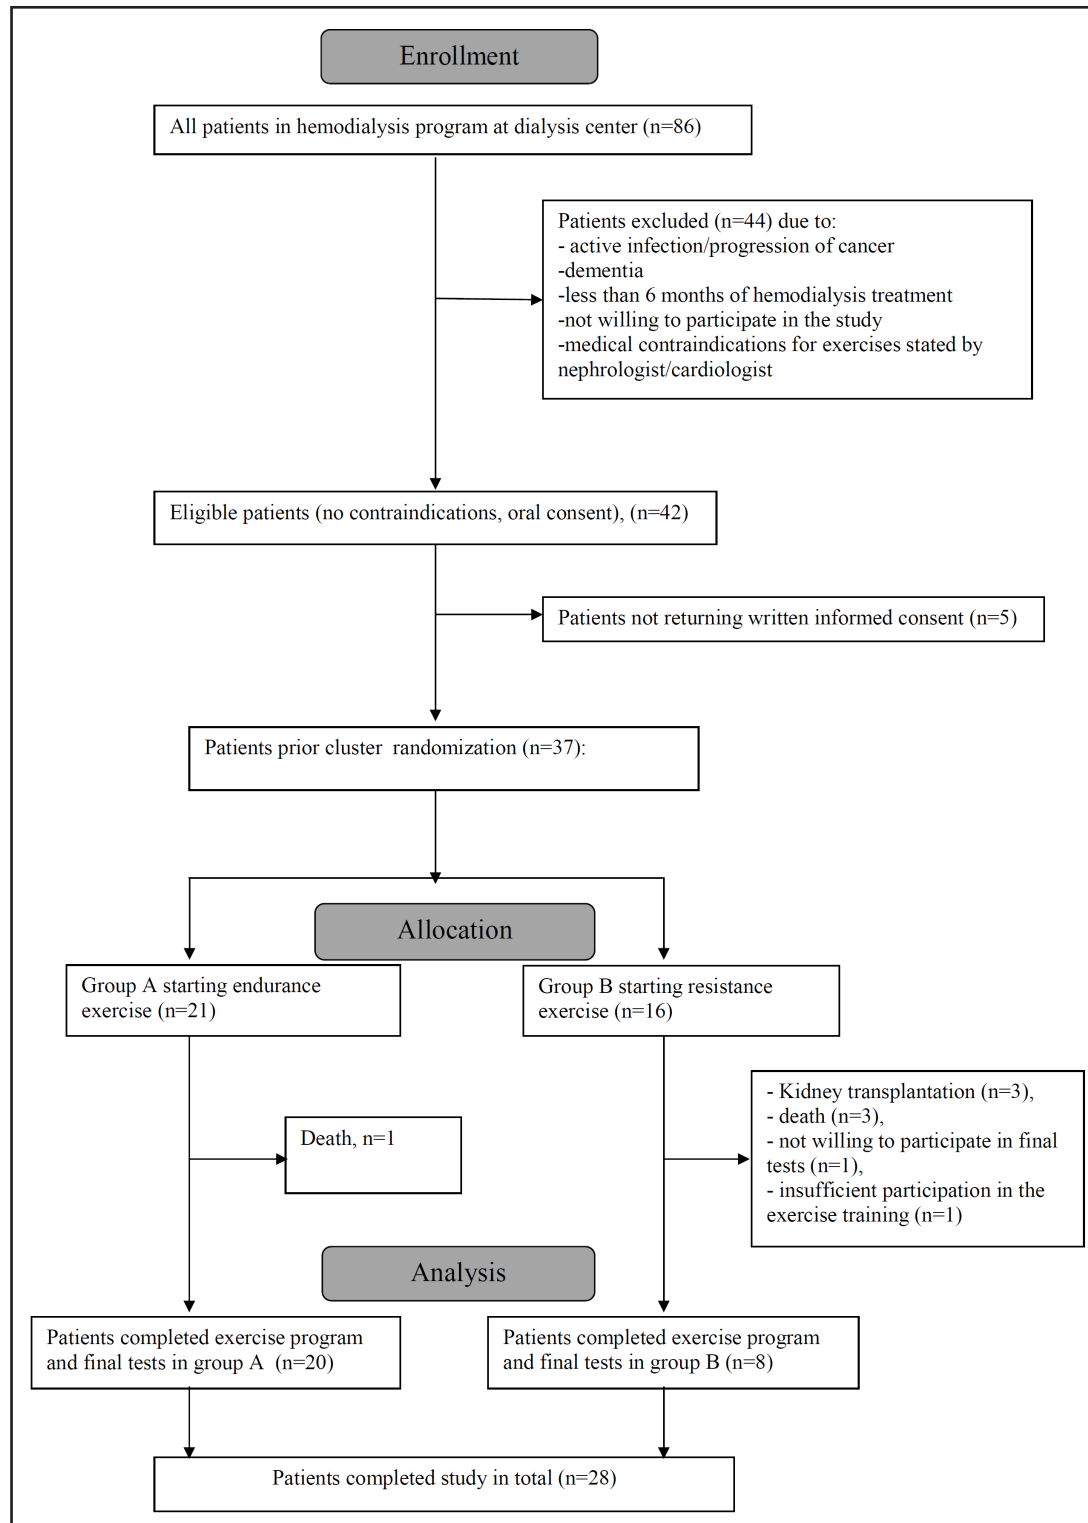 Enrollment
All patients in hemodialysis program at dialysis center (n=86)
Patients excluded (n=44) due to:
- active infection/progression of cancer
-dementia
-less than 6 months of hemodialysis treatment
-not willing to participate in the study
-medical contraindications for exercises stated by
nephrologist/cardiologist
Eligible patients (no contraindications, oral consent), (n=42)
Patients not returning written informed consent (n=5)
Patients prior cluster randomization (n=37):
Allocation
Group A starting endurance
exercise (n=21)
Group B starting resistance
exercise (n=16)
Death, n=1
- Kidney transplantation (n=3),
- death (n=3),
- not willing to participate in final
tests (n=1),
- insufficient participation in the
exercise training (n=1)
Analysis
Patients completed exercise program
and final tests in group A (n=20)
Patients completed exercise program
and final tests in group B (n=8)
Patients completed study in total (n=28)